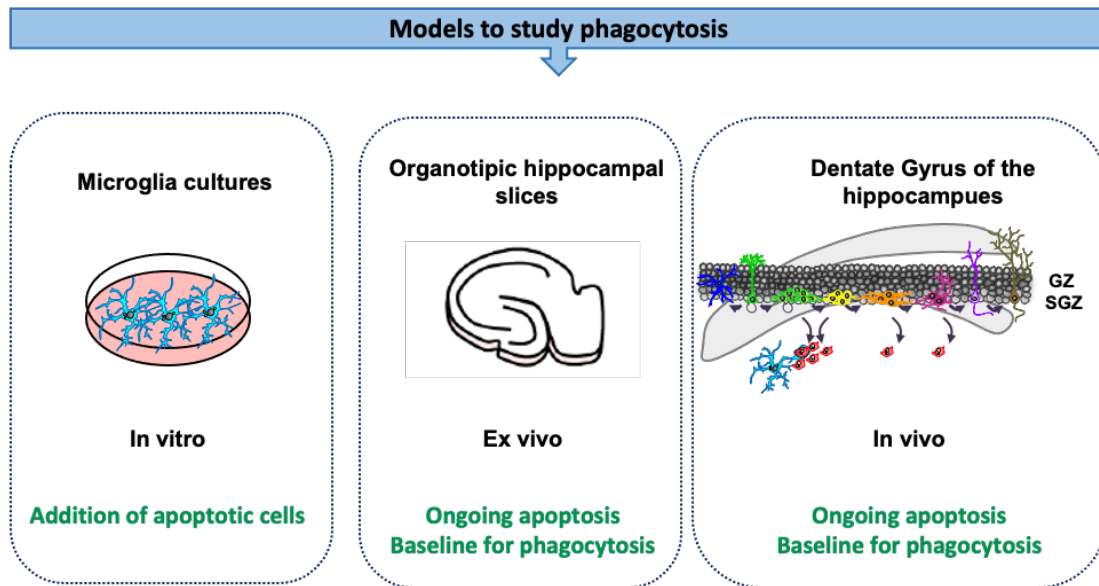 Models to study phagocytosis
Microglia cultures
In vitro
Addition of apoptotic cells
Organotipic hippocampal
slices
Ex vivo
Ongoing apoptosis
Baseline for phagocytosis
Dentate Gyrus of the
hippocampues
GZ
SGZ
In vivo
Ongoing apoptosis
Baseline for phagocytosis